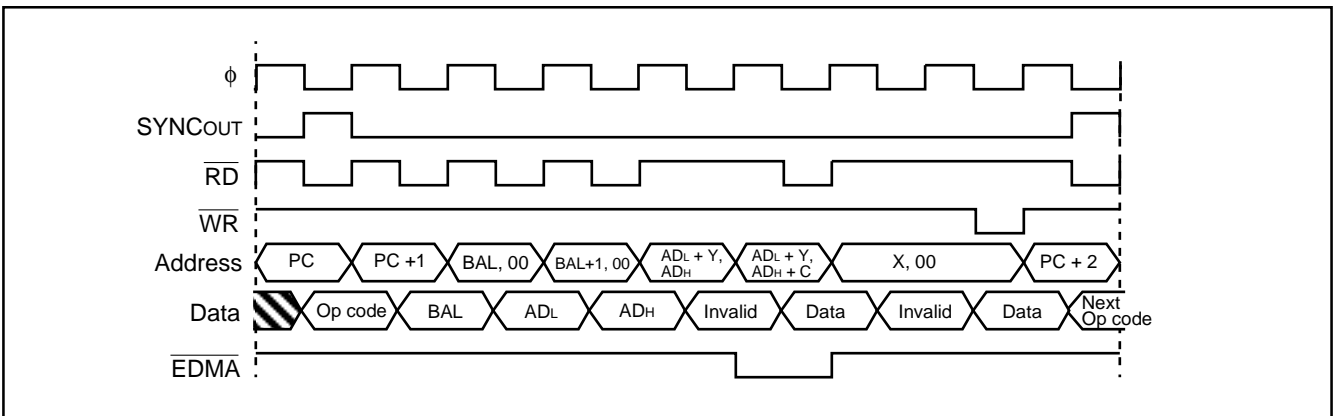 φ
SYNCOUT
RD
WR
Address PC PC +1 BAL, 00 BAL+1, 00 ADL + Y, ADH ADL + Y, ADH + C X, 00 PC + 2
Data Op code BAL ADL ADH Invalid Data Invalid Data Next Op code
EDMA